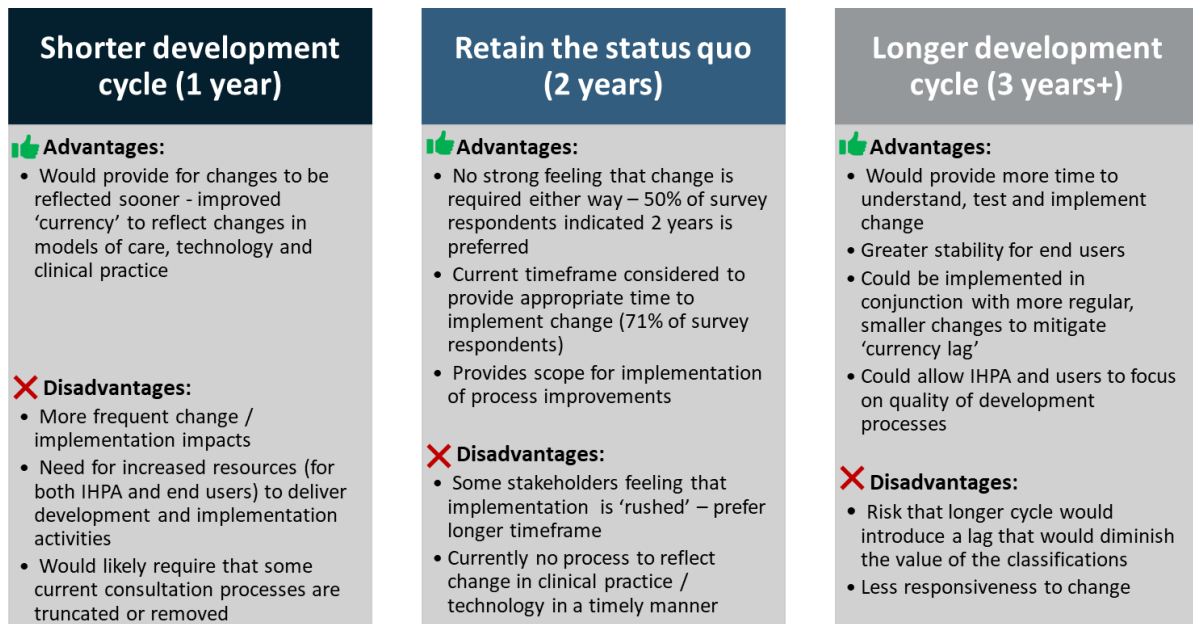 Shorter development
cycle (1 year)
Advantages:
• Would provide for changes to be
reflected sooner - improved
‘currency’ to reflect changes in
models of care, technology and
clinical practice
Disadvantages:
• More frequent change /
implementation impacts
• Need for increased resources (for
both IHPA and end users) to deliver
development and implementation
activities
• Would likely require that some
current consultation processes are
truncated or removed
Retain the status quo
(2 years)
Advantages:
• No strong feeling that change is
required either way – 50% of survey
respondents indicated 2 years is
preferred
• Current timeframe considered to
provide appropriate time to
implement change (71% of survey
respondents)
• Provides scope for implementation
of process improvements
Disadvantages:
• Some stakeholders feeling that
implementation is ‘rushed’ – prefer
longer timeframe
• Currently no process to reflect
change in clinical practice /
technology in a timely manner
Longer development
cycle (3 years+)
Advantages:
• Would provide more time to
understand, test and implement
change
• Greater stability for end users
• Could be implemented in
conjunction with more regular,
smaller changes to mitigate
‘currency lag’
• Could allow IHPA and users to focus
on quality of development
processes
Disadvantages:
• Risk that longer cycle would
introduce a lag that would diminish
the value of the classifications
• Less responsiveness to change